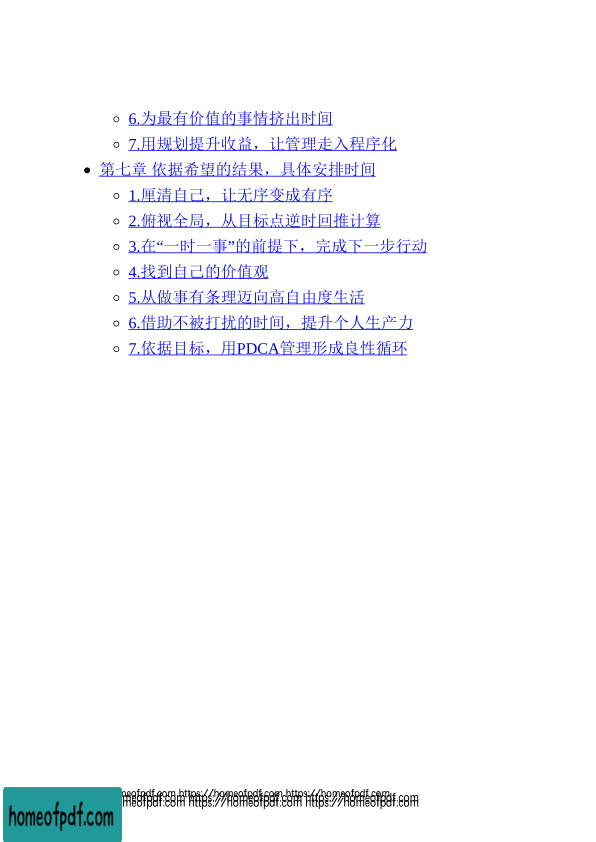 6.为最有价值的事情挤出时间
7.用规划提升收益，让管理走入程序化
第七章 依据希望的结果，具体安排时间
1.厘清自己，让无序变成有序
2.俯视全局，从目标点逆时回推计算
3.在“一时一事”的前提下，完成下一步行动
4.找到自己的价值观
5.从做事有条理迈向高自由度生活
6.借助不被打扰的时间，提升个人生产力
7.依据目标，用PDCA管理形成良性循环
meofpdf.com https://homeofpdf.com https://homeofpdf.com
meofpdf.com https://homeofpdf.com https://homeofpdf.com
meofpdf.com https://homeofpdf.com https://homeofpdf.com
homeofpdf.com